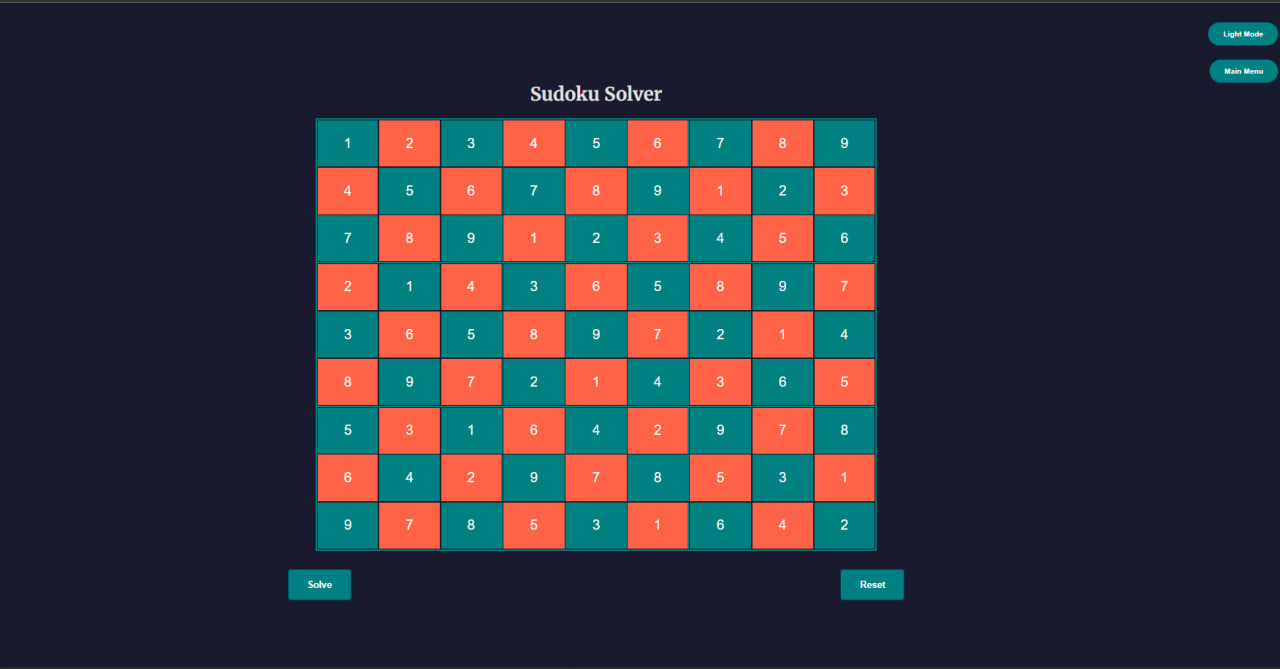 Light Mode
Main Menu
Sudoku Solver
1 2 3 4 5 6 7 8 9
4 5 6 7 8 9 1 2 3
7 8 9 1 2 3 4 5 6
2 1 4 3 6 5 8 9 7
3 6 5 8 9 7 2 1 4
8 9 7 2 1 4 3 6 5
5 3 1 6 4 2 9 7 8
6 4 2 9 7 8 5 3 1
9 7 8 5 3 1 6 4 2
Solve Reset